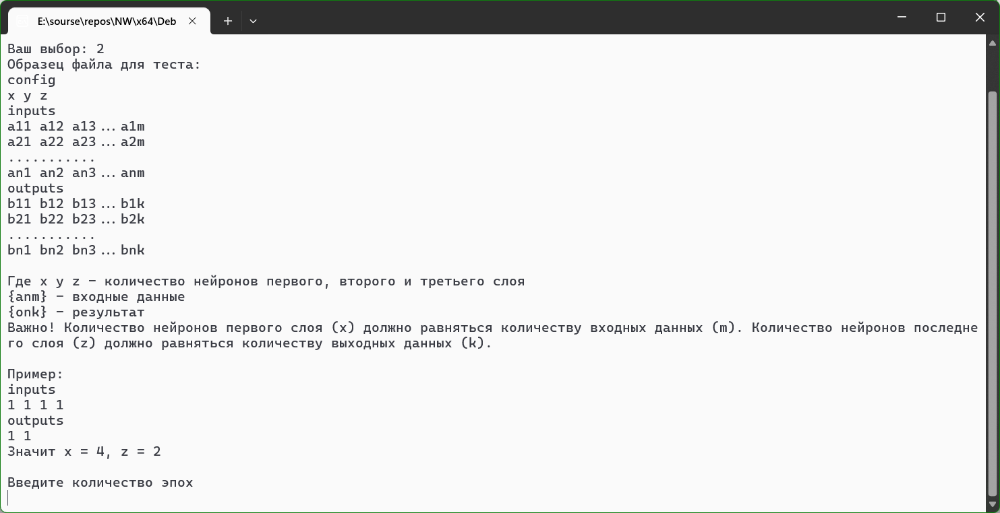 E:\sourse\repos\NW\x64\Deb
Ваш выбор: 2
Образец файла для теста:
config
x y z
inputs
a11 a12 a13...a1m
a21 a22 a23...a2m
...........
an1 an2 an3...anm
outputs
b11 b12 b13...b1k
b21 b22 b23...b2k
...........
bn1 bn2 bn3...bnk
Где x y z - количество нейронов первого, второго и третьего слоя
{anm} - входные данные
{onk} - результат
Важно! Количество нейронов первого слоя (x) должно равняться количеству входных данных (m). Количество нейронов последне
го слоя (z) должно равняться количеству выходных данных (k).
Пример:
inputs
1 1 1 1
outputs
1 1
Значит x = 4, z = 2
Введите количество эпох